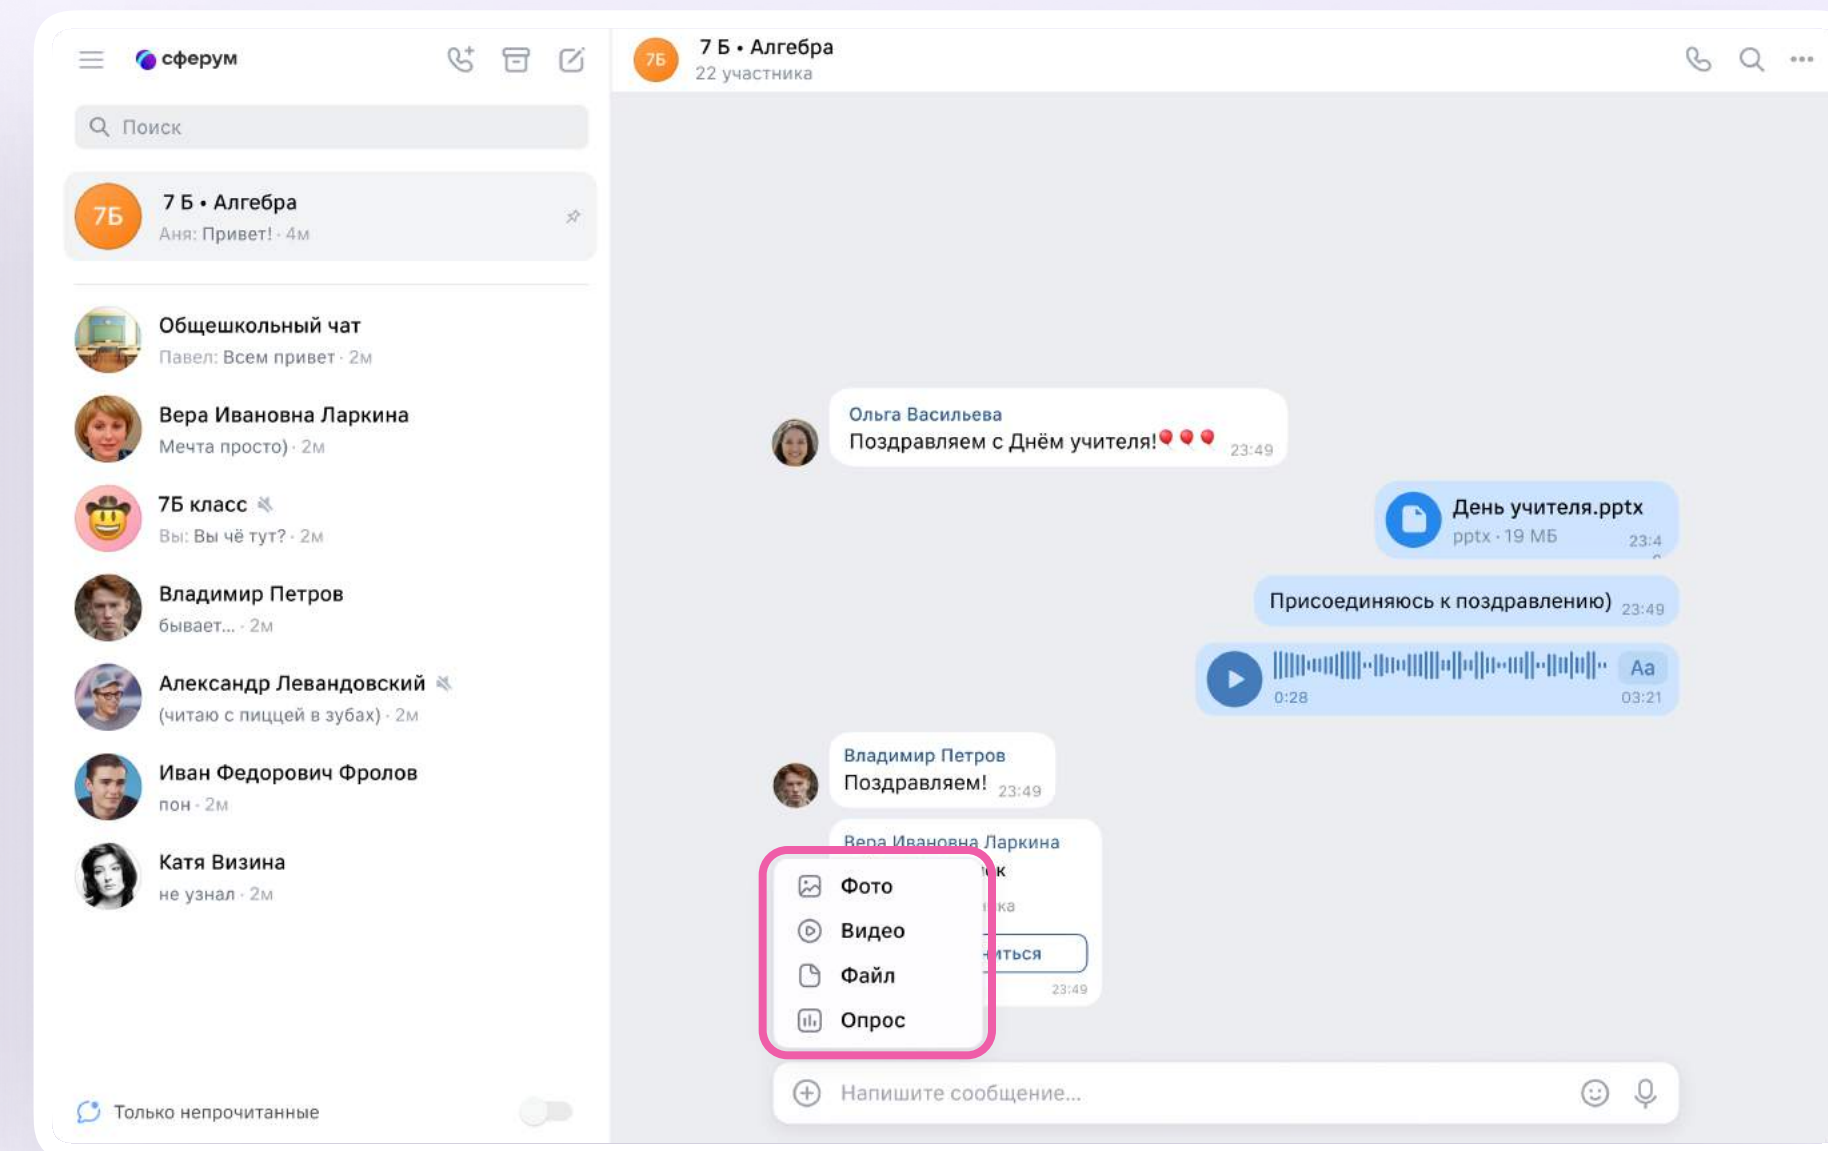 сферум
Поиск
7Б
7 Б • Алгебра
Аня: Привет! · 4м
Общешкольный чат
Павел: Всем привет · 2м
Вера Ивановна Ларкина
Мечта просто) · 2м
7Б класс
Вы: Вы чё тут? · 2м
Владимир Петров
бывает... · 2м
Александр Левандовский
(читаю с пиццей в зубах) · 2м
Иван Федорович Фролов
пон · 2м
Катя Визина
не узнал · 2м
Только непрочитанные
7Б
7 Б • Алгебра
22 участника
Ольга Васильева
Поздравляем с Днём учителя!🎈🎈🎈 23:49
День учителя.pptx
pptx · 19 МБ 23:4
Присоединяюсь к поздравлению) 23:49
Aa
0:28 03:21
Владимир Петров
Поздравляем! 23:49
Вера Ивановна Ларкина
23:49
Фото
Видео
Файл
Опрос
Напишите сообщение...